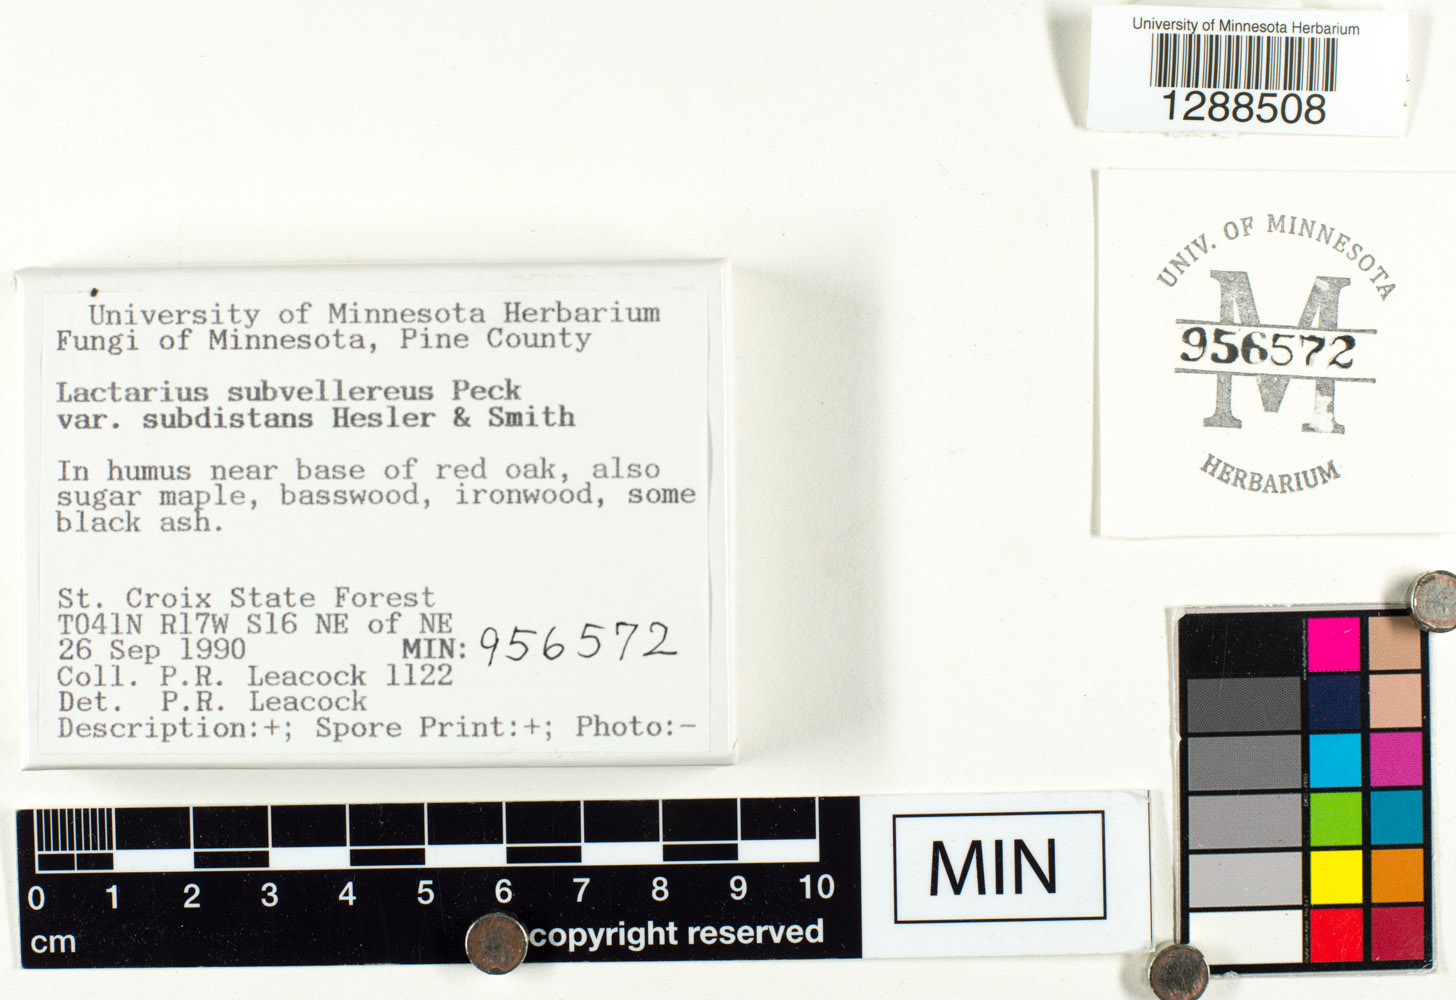 University of Minnesota Herbarium
1288508
UNIV. OF MINNESOTA
M
956572
HERBARIUM
University of Minnesota Herbarium
Fungi of Minnesota, Pine County
Lactarius subvellereus Peck
var. subdistans Hesler & Smith
In humus near base of red oak, also
sugar maple, basswood, ironwood, some
black ash.
St. Croix State Forest
T041N R17W S16 NE of NE
26 Sep 1990 MIN: 956572
Coll. P.R. Leacock 1122
Det. P.R. Leacock
Description:+; Spore Print:+; Photo:-
0 1 2 3 4 5 6 7 8 9 10
cm
copyright reserved
MIN